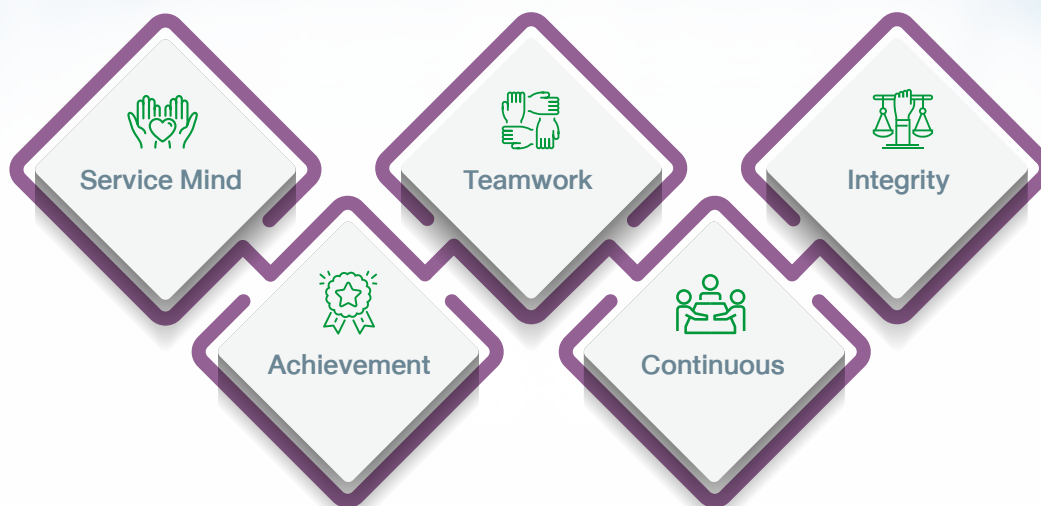 Service Mind
Teamwork
Integrity
Achievement
Continuous